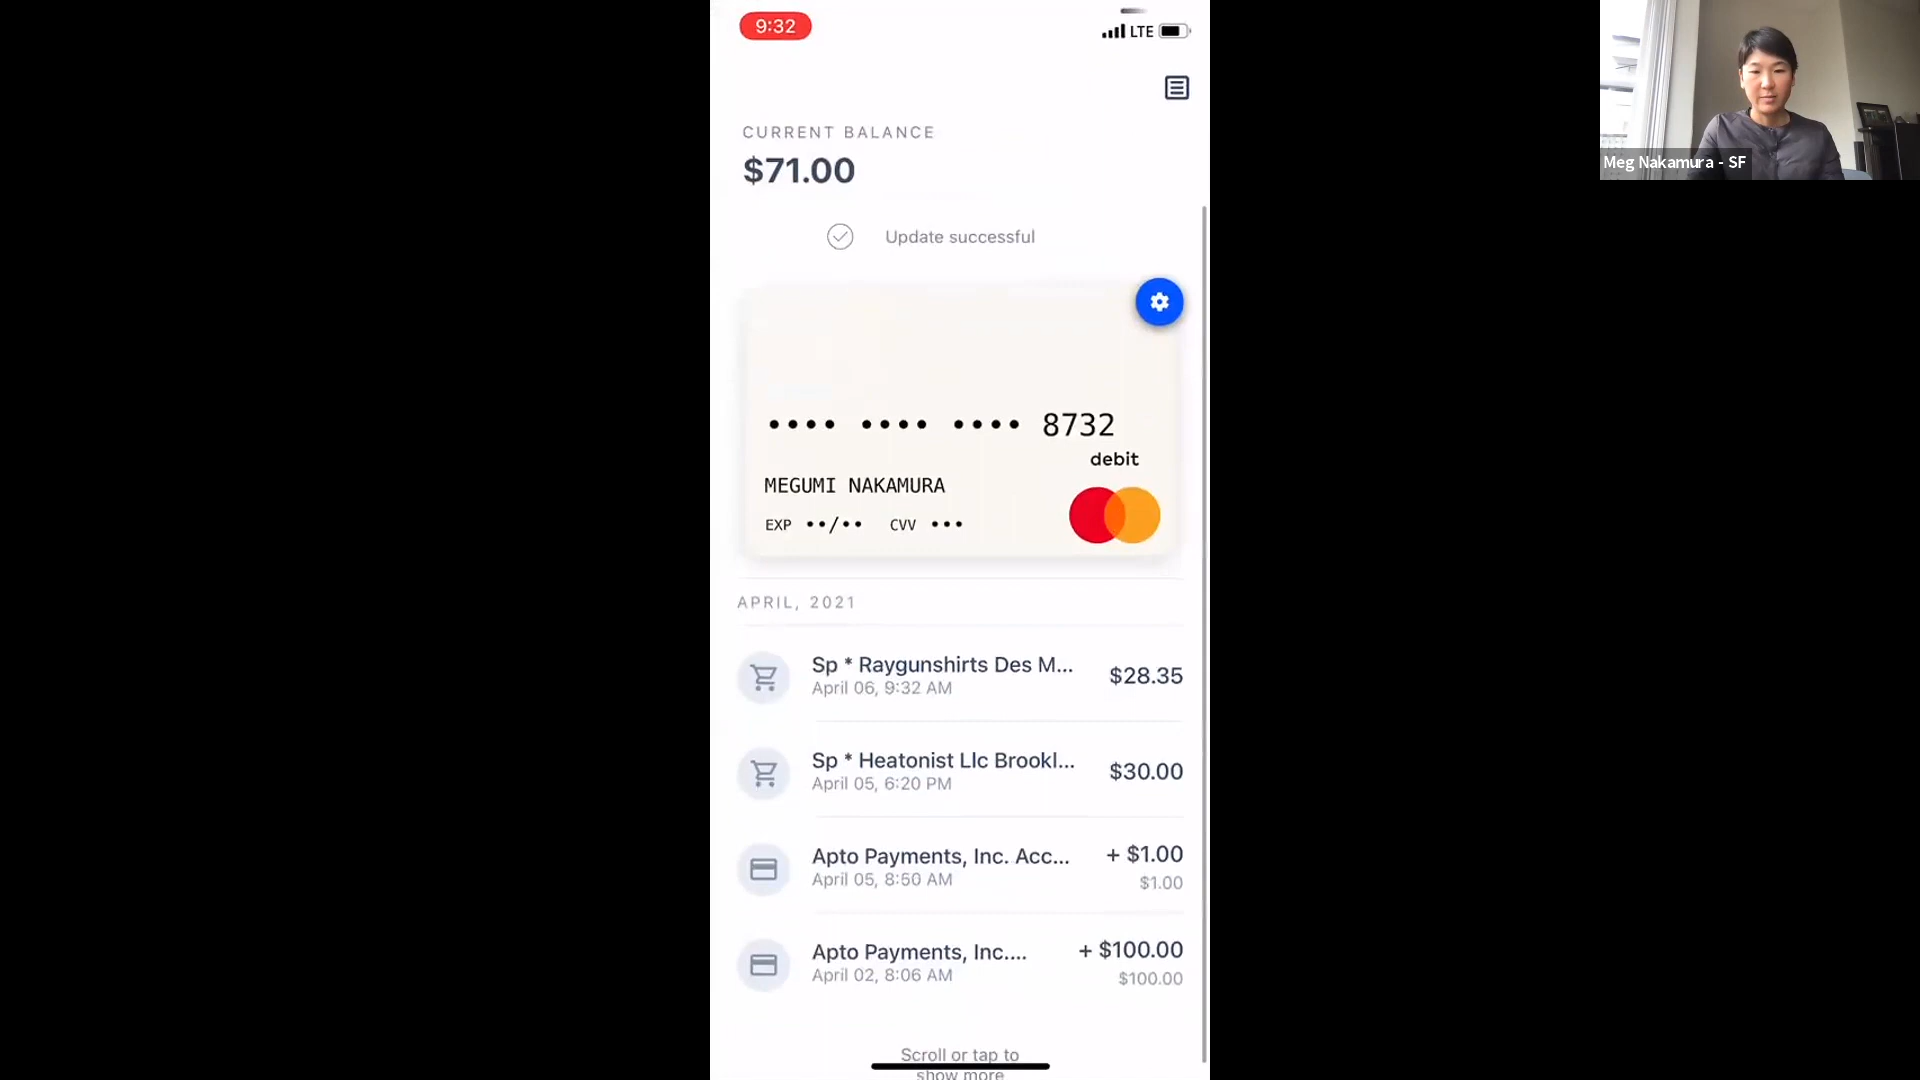 9:32
LTE
CURRENT BALANCE
$71.00
Update successful
•••• •••• •••• 8732
debit
MEGUMI NAKAMURA
EXP ••/•• CVV •••
APRIL, 2021
Sp * Raygunshirts Des M...
$28.35
April 06, 9:32 AM
Sp * Heatonist Llc Brookl...
$30.00
April 05, 6:20 PM
Apto Payments, Inc. Acc...
+ $1.00
April 05, 8:50 AM
$1.00
Apto Payments, Inc....
+ $100.00
April 02, 8:06 AM
$100.00
Scroll or tap to
show more
Meg Nakamura - SF